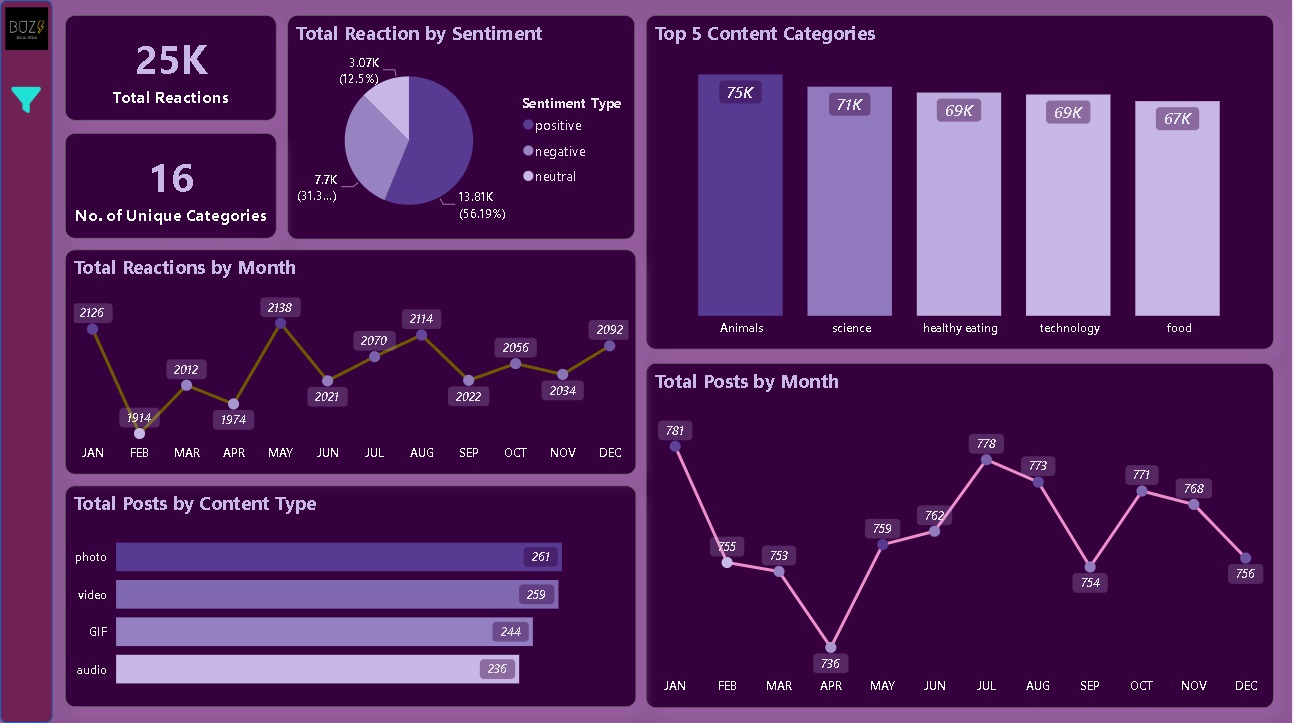 BUZ
25K
Total Reactions
16
No. of Unique Categories
Total Reaction by Sentiment
3.07K
(12.5%)
7.7K
(31.3...)
13.81K
(56.19%)
Sentiment Type
positive
negative
neutral
Top 5 Content Categories
75K
71K
69K
69K
67K
Animals
science
healthy eating
technology
food
Total Reactions by Month
2126
1914
2012
1974
2138
2021
2070
2114
2022
2056
2034
2092
JAN FEB MAR APR MAY JUN JUL AUG SEP OCT NOV DEC
Total Posts by Content Type
photo 261
video 259
GIF 244
audio 236
Total Posts by Month
781
755
753
736
759
762
778
773
754
771
768
756
JAN FEB MAR APR MAY JUN JUL AUG SEP OCT NOV DEC